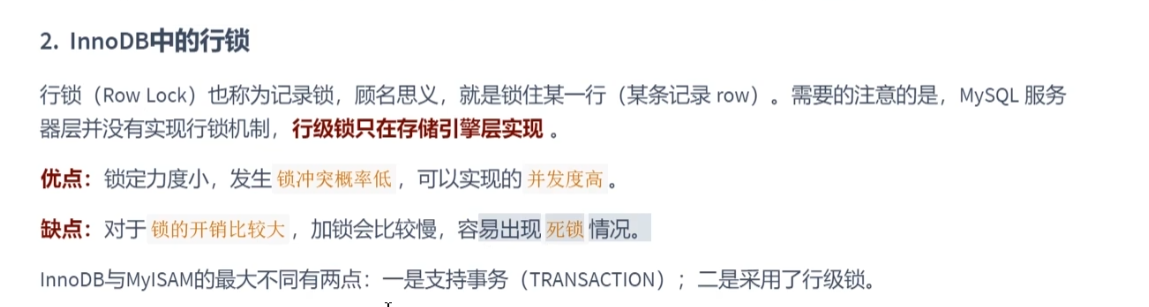 2. InnoDB中的行锁
行锁（Row Lock）也称为记录锁，顾名思义，就是锁住某一行（某条记录 row）。需要的注意的是，MySQL 服务
器层并没有实现行锁机制，行级锁只在存储引擎层实现 。
优点：锁定力度小，发生 锁冲突概率低 ，可以实现的 并发度高 。
缺点：对于 锁的开销比较大 ，加锁会比较慢，容易出现 死锁 情况。
InnoDB与MyISAM的最大不同有两点：一是支持事务（TRANSACTION）；二是采用了行级锁。